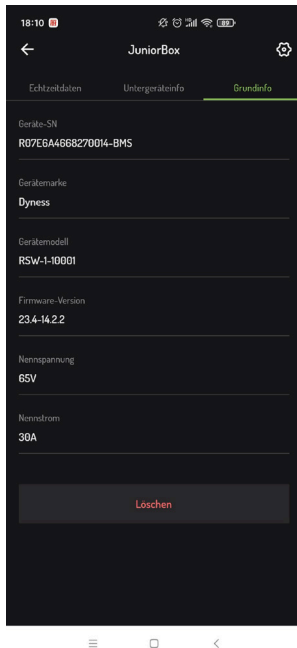 18:10 89
JuniorBox
Echtzeitdaten Untergeräteinfo Grundinfo
Geräte-SN
R07E6A4668270014-BMS
Gerätemarke
Dyness
Gerätemodell
RSW-1-10001
Firmware-Version
23.4-14.2.2
Nennspannung
65V
Nennstrom
30A
Löschen